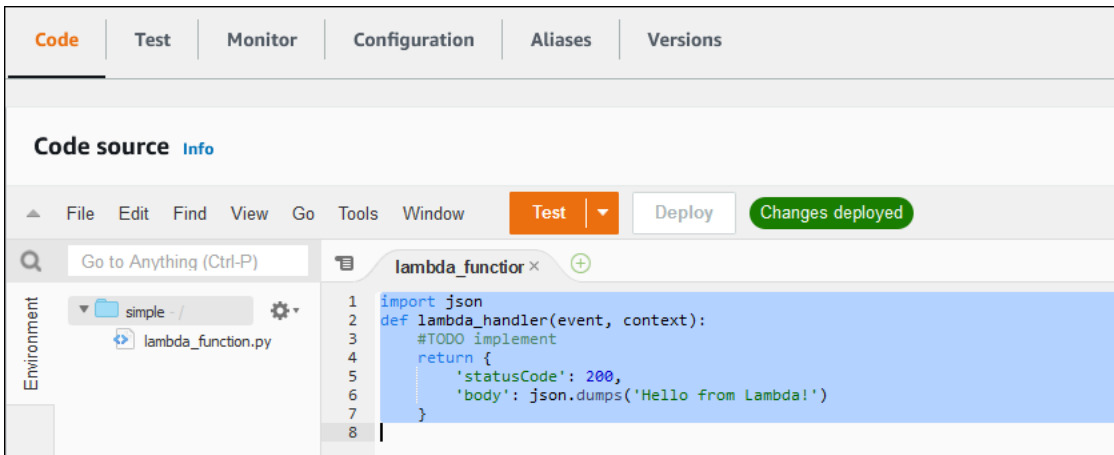 Code Test Monitor Configuration Aliases Versions
Code source Info
File Edit Find View Go Tools Window Test Deploy Changes deployed
Go to Anything (Ctrl-P)
lambda_function ×
Environment
simple - /
lambda_function.py
1 import json
2 def lambda_handler(event, context):
3     #TODO implement
4     return {
5         'statusCode': 200,
6         'body': json.dumps('Hello from Lambda!')
7     }
8